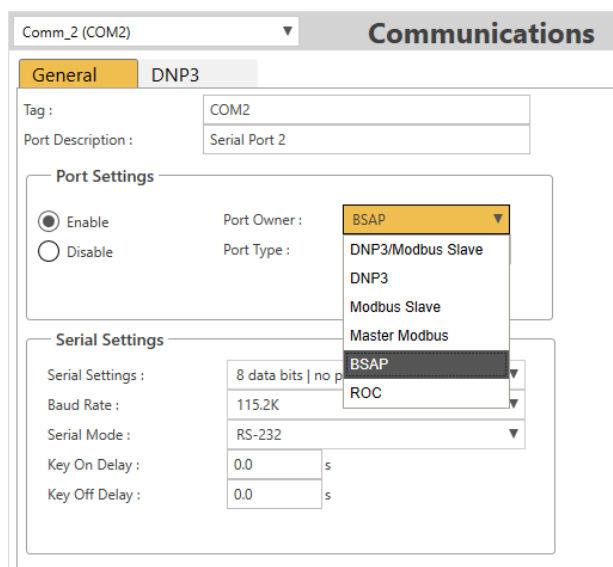 Comm_2 (COM2)
Communications
General
DNP3
Tag :
COM2
Port Description :
Serial Port 2
Port Settings
Enable
Disable
Port Owner :
BSAP
Port Type :
DNP3/Modbus Slave
DNP3
Modbus Slave
Master Modbus
BSAP
ROC
Serial Settings
Serial Settings :
8 data bits | no p
Baud Rate :
115.2K
Serial Mode :
RS-232
Key On Delay :
0.0 s
Key Off Delay :
0.0 s